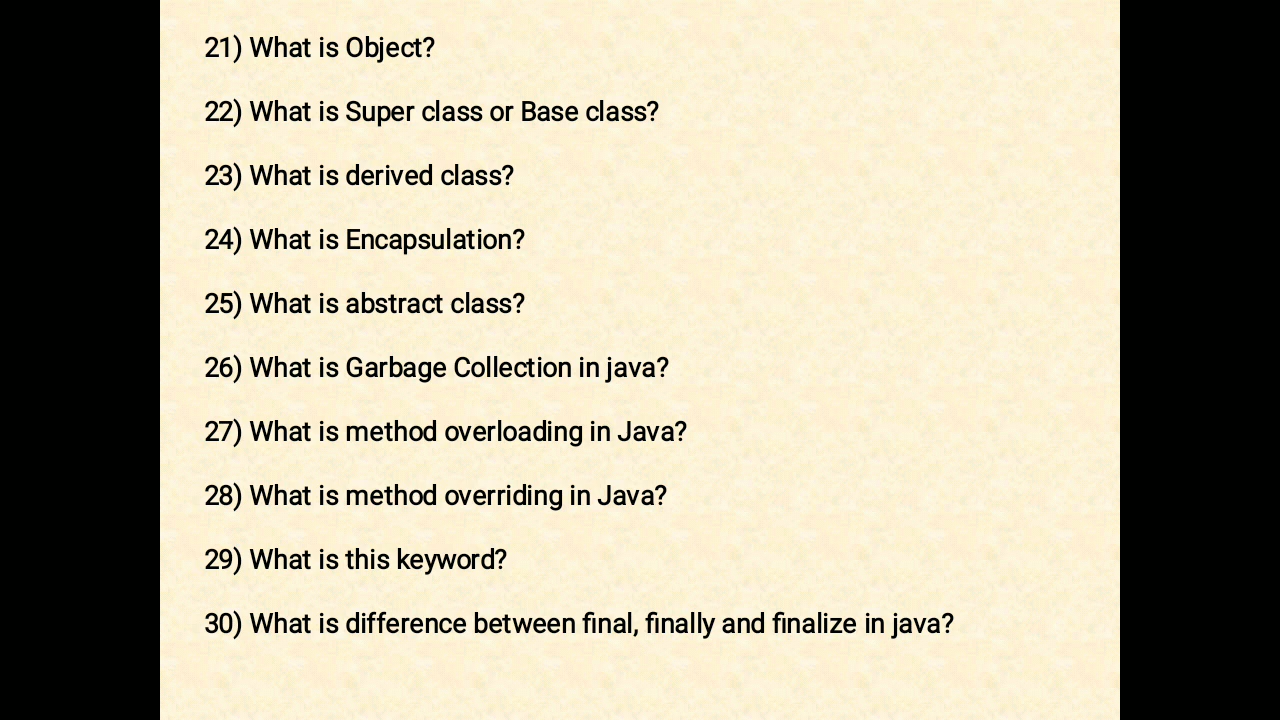 21) What is Object?
22) What is Super class or Base class?
23) What is derived class?
24) What is Encapsulation?
25) What is abstract class?
26) What is Garbage Collection in java?
27) What is method overloading in Java?
28) What is method overriding in Java?
29) What is this keyword?
30) What is difference between final, finally and finalize in java?